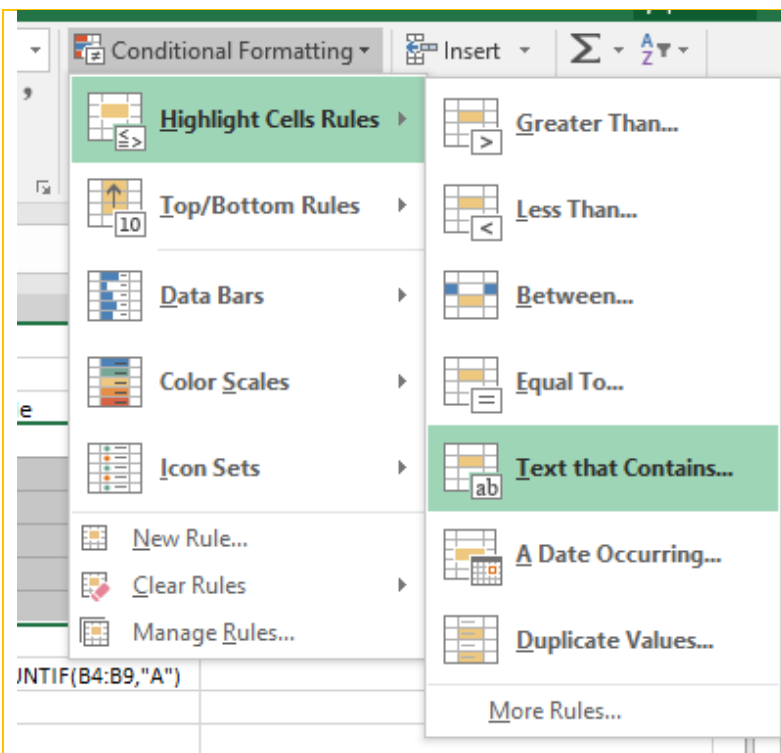 Conditional Formatting
Insert
Σ
A
Z
,
Highlight Cells Rules
≤>
Top/Bottom Rules
10
Data Bars
Color Scales
Icon Sets
New Rule...
Clear Rules
Manage Rules...
Greater Than...
>
Less Than...
<
Between...
Equal To...
=
Text that Contains...
ab
A Date Occurring...
Duplicate Values...
More Rules...
e
UNTIF(B4:B9,"A")